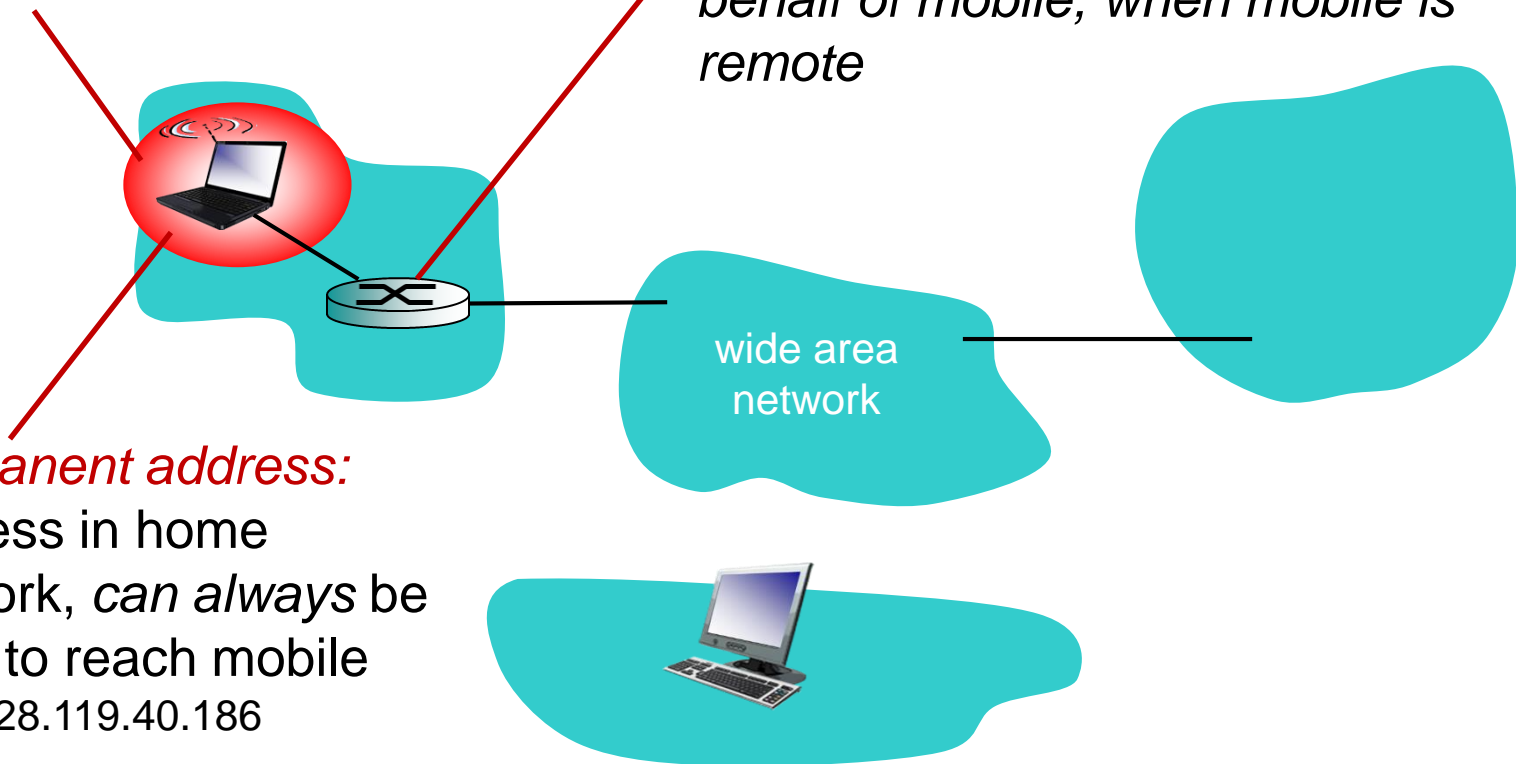 behalf of mobile, when mobile is
remote
wide area
network
anent address:
ess in home
ork, can always be
to reach mobile
28.119.40.186